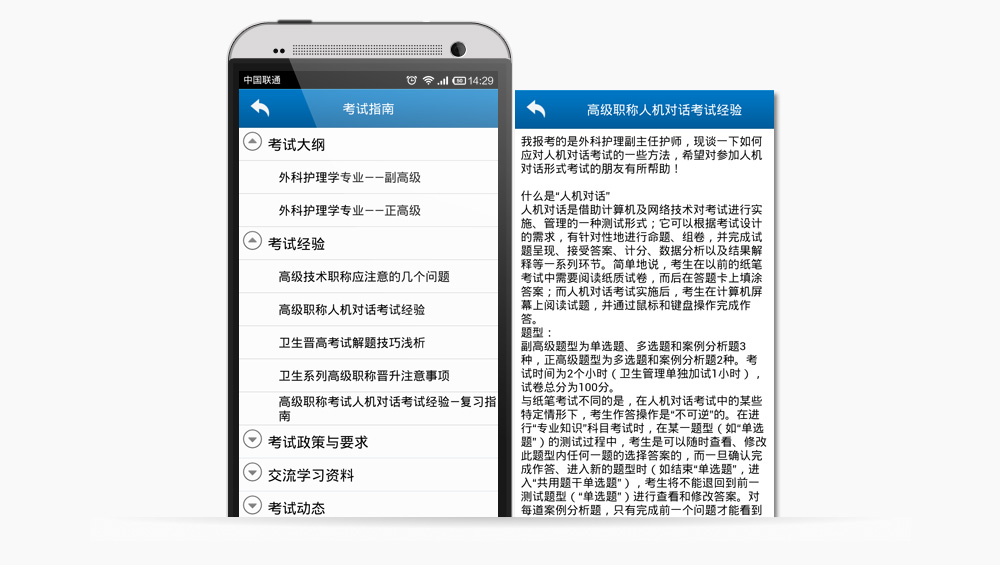 中国联通
14:29
考试指南
考试大纲
外科护理学专业——副高级
外科护理学专业——正高级
考试经验
高级技术职称应注意的几个问题
高级职称人机对话考试经验
卫生晋高考试解题技巧浅析
卫生系列高级职称晋升注意事项
高级职称考试人机对话考试经验—复习指
南
考试政策与要求
交流学习资料
考试动态
高级职称人机对话考试经验
我报考的是外科护理副主任护师，现谈一下如何
应对人机对话考试的一些方法，希望对参加人机
对话形式考试的朋友有所帮助！
什么是“人机对话”
人机对话是借助计算机及网络技术对考试进行实
施、管理的一种测试形式；它可以根据考试设计
的需求，有针对性地进行命题、组卷，并完成试
题呈现、接受答案、计分、数据分析以及结果解
释等一系列环节。简单地说，考生在以前的纸笔
考试中需要阅读纸质试卷，而后在答题卡上填涂
答案；而人机对话考试实施后，考生在计算机屏
幕上阅读试题，并通过鼠标和键盘操作完成作
答。
题型：
副高级题型为单选题、多选题和案例分析题3
种，正高级题型为多选题和案例分析题2种。考
试时间为2个小时（卫生管理单独加试1小时），
试卷总分为100分。
与纸笔考试不同的是，在人机对话考试中的某些
特定情形下，考生作答操作是“不可逆”的。在进
行“专业知识”科目考试时，在某一题型（如“单选
题”）的测试过程中，考生是可以随时查看、修改
此题型内任何一题的选择答案的，而一旦确认完
成作答、进入新的题型时（如结束“单选题”，进
入“共用题干单选题”），考生将不能退回到前一
测试题型（“单选题”）进行查看和修改答案。对
每道案例分析题，只有完成前一个问题才能看到